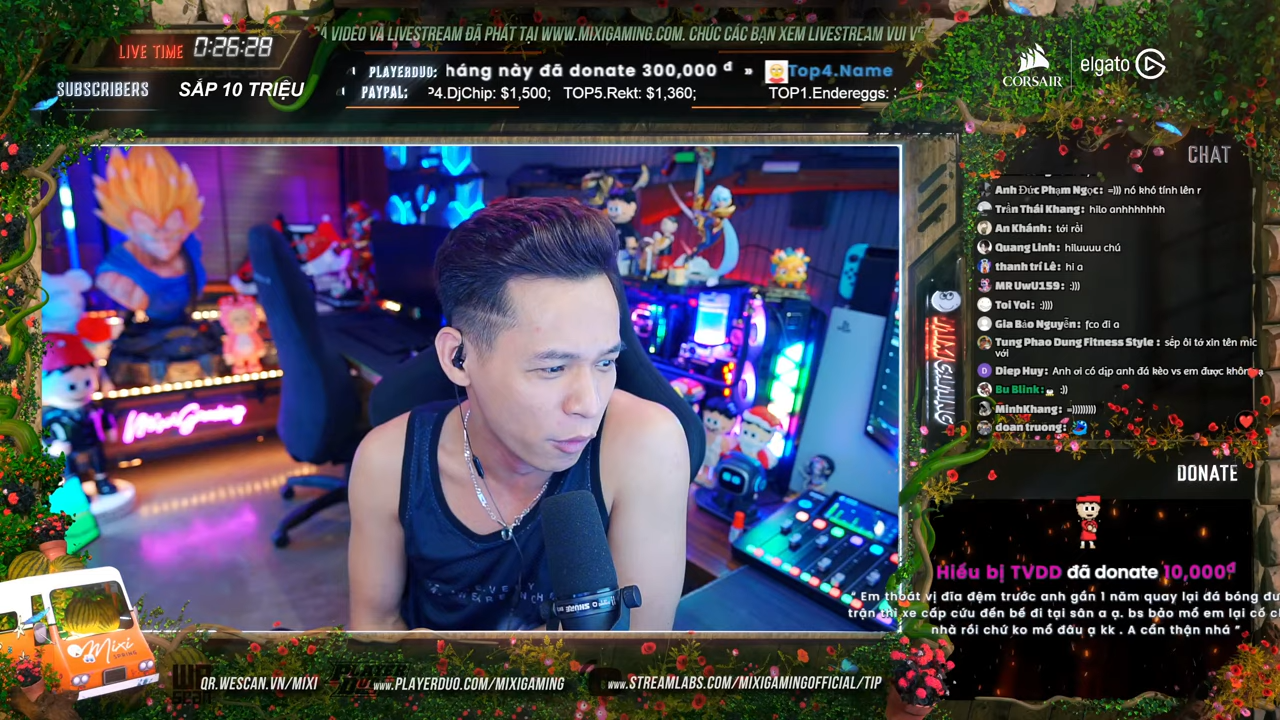 A VIDEO VÀ LIVESTREAM ĐÃ PHÁT TẠI WWW.MIXIGAMING.COM. CHÚC CÁC BẠN XEM LIVESTREAM VUI VẺ
LIVE TIME 0:26:28
PLAYERDUO: háng này đã donate 300,000 đ » Top4.Name
SUBSCRIBERS SẮP 10 TRIỆU
PAYPAL: P4.DjChip: $1,500; TOP5.Rekt: $1,360; TOP1.Endereggs:
CORSAIR
elgato
CHAT
Anh Đức Phạm Ngọc: =))) nó khó tính lên r
Trần Thái Khang: hilo anhhhhhhh
An Khánh: tới rồi
Quang Linh: hiluuuu chú
thanh trí Lê: hi a
MR UwU159: :)))
Toi Yoi: :))))
Gia Bảo Nguyễn: fco đi a
Tung Phao Dung Fitness Style: sếp ôi tớ xin tên mic
với
Diep Huy: Anh ơi có dịp anh đá kèo vs em được không ạ
Bu Blink: :))
MinhKhang: =)))))))))
doan truong:
MixiGaming
SHURE
DONATE
Hiếu bị TVDD đã donate 10,000đ
“ Em thoát vị đĩa đệm trước anh gần 1 năm quay lại đá bóng đư
trận thì xe cấp cứu đến bế đi tại sân a ạ. bs bảo mổ em lại cố c
nhà rồi chứ ko mổ đâu ạ kk . A cẩn thận nhá ”
Mixi
SPRING
QR.WESCAN.VN/MIXI
WWW.PLAYERDUO.COM/MIXIGAMING
WWW.STREAMLABS.COM/MIXIGAMINGOFFICIAL/TIP